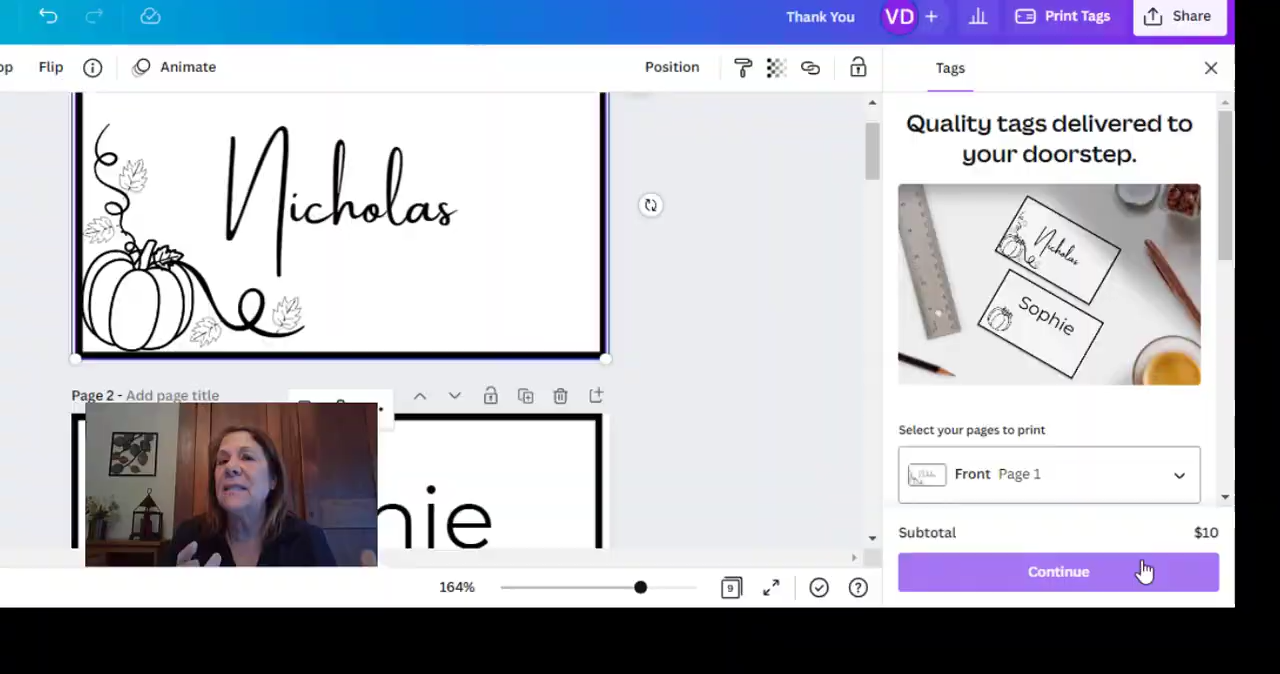 Thank You
VD
+
Print Tags
Share
op
Flip
Animate
Position
Tags
Nicholas
Quality tags delivered to
your doorstep.
Nicholas
Sophie
Page 2 - Add page title
Select your pages to print
Front Page 1
nie
Subtotal
$10
Continue
164%
9